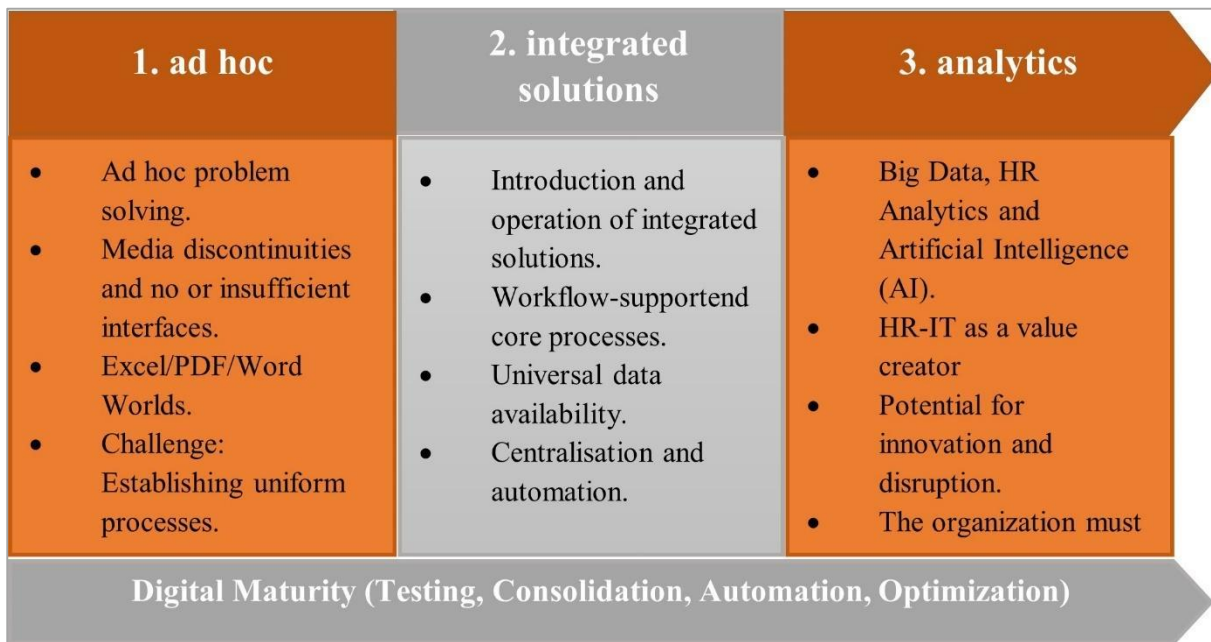 1. ad hoc
2. integrated
solutions
3. analytics
• Ad hoc problem
solving.
• Media discontinuities
and no or insufficient
interfaces.
• Excel/PDF/Word
Worlds.
• Challenge:
Establishing uniform
processes.
• Introduction and
operation of integrated
solutions.
• Workflow-supportend
core processes.
• Universal data
availability.
• Centralisation and
automation.
• Big Data, HR
Analytics and
Artificial Intelligence
(AI).
• HR-IT as a value
creator
• Potential for
innovation and
disruption.
• The organization must
Digital Maturity (Testing, Consolidation, Automation, Optimization)